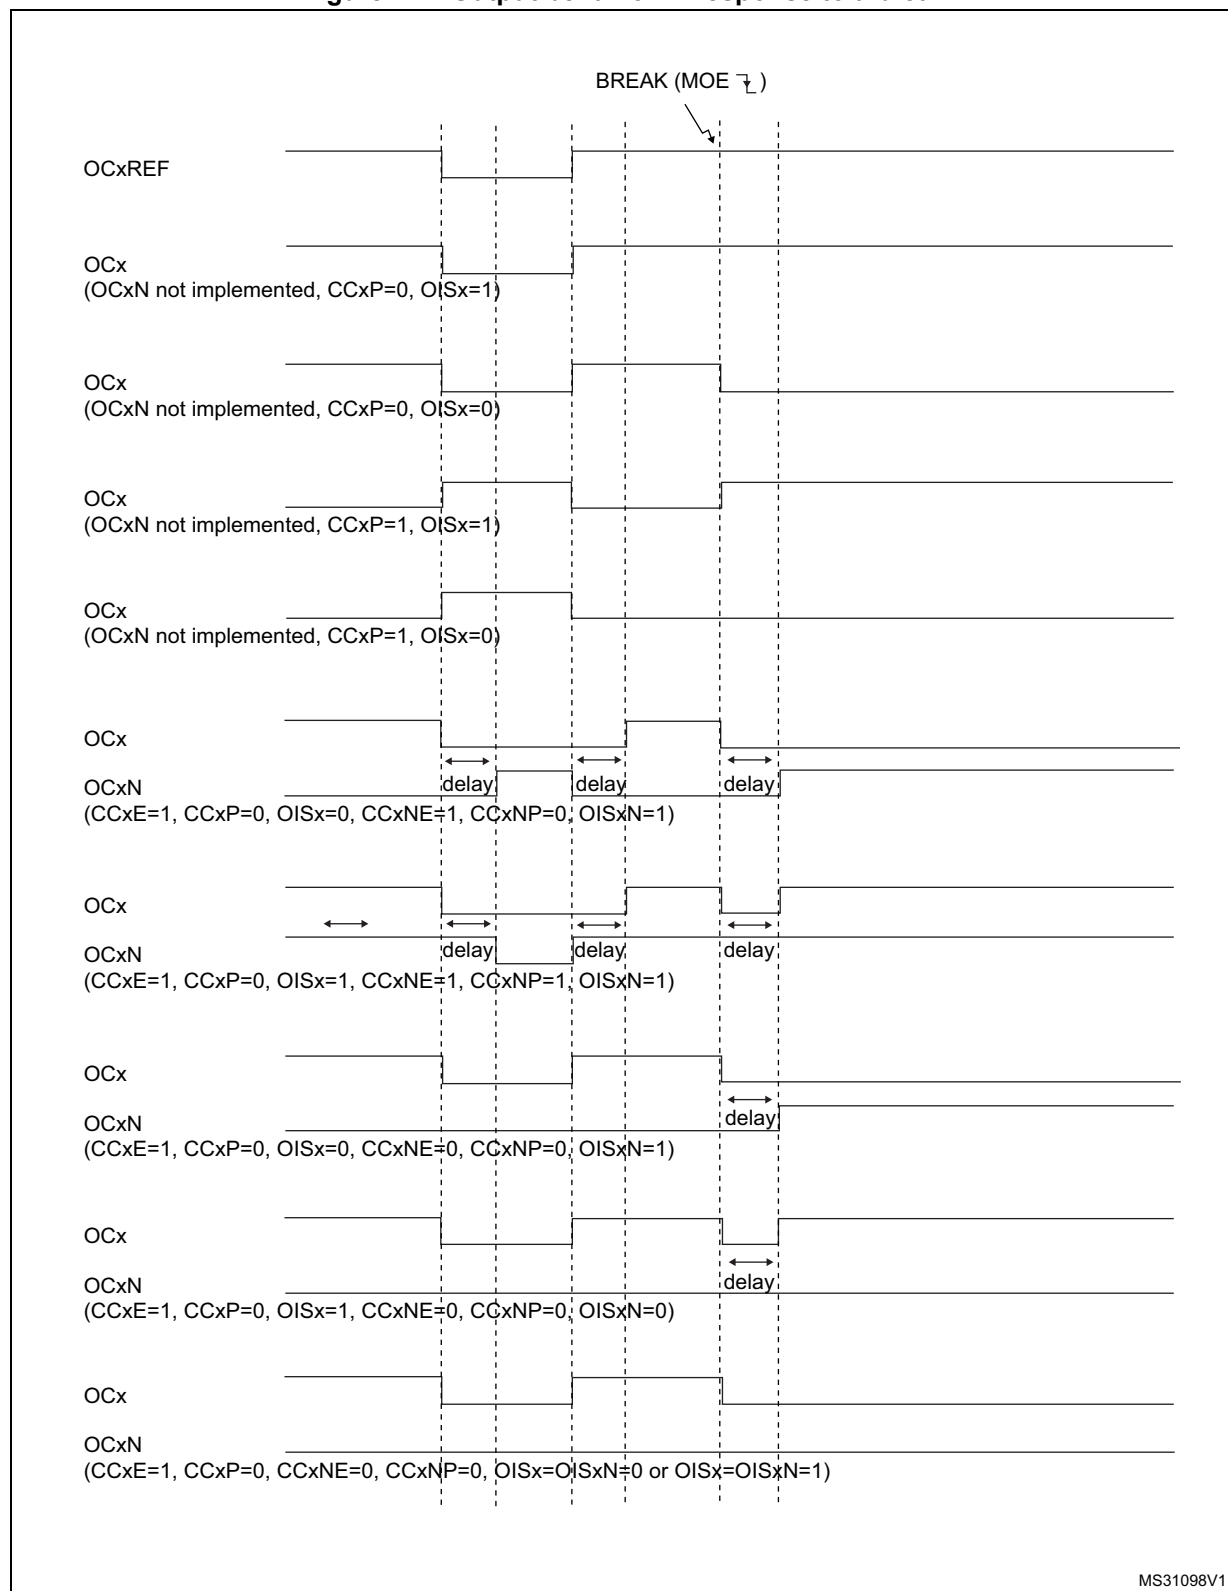 BREAK (MOE )
OCxREF
OCx
(OCxN not implemented, CCxP=0, OISx=1)
OCx
(OCxN not implemented, CCxP=0, OISx=0)
OCx
(OCxN not implemented, CCxP=1, OISx=1)
OCx
(OCxN not implemented, CCxP=1, OISx=0)
OCx
delay delay delay
OCxN
(CCxE=1, CCxP=0, OISx=0, CCxNE=1, CCxNP=0, OISxN=1)
OCx
delay delay delay
OCxN
(CCxE=1, CCxP=0, OISx=1, CCxNE=1, CCxNP=1, OISxN=1)
OCx
delay
OCxN
(CCxE=1, CCxP=0, OISx=0, CCxNE=0, CCxNP=0, OISxN=1)
OCx
delay
OCxN
(CCxE=1, CCxP=0, OISx=1, CCxNE=0, CCxNP=0, OISxN=0)
OCx
OCxN
(CCxE=1, CCxP=0, CCxNE=0, CCxNP=0, OISx=OISxN=0 or OISx=OISxN=1)
MS31098V1